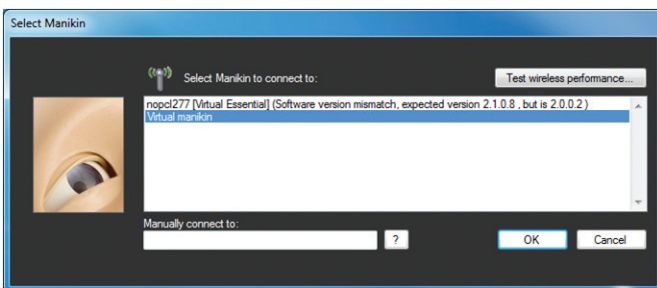 Select Manikin
Select Manikin to connect to:
Test wireless performance...
nopcl277 [Virtual Essential] (Software version mismatch, expected version 2.1.0.8 , but is 2.0.0.2 )
Virtual manikin
Manually connect to:
?
OK
Cancel